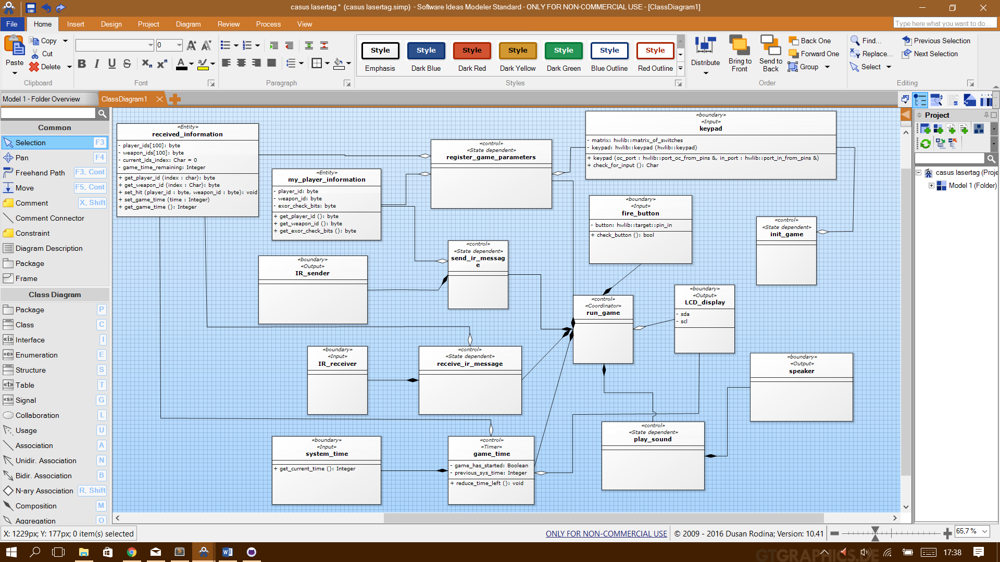 casus lasertag * (casus lasertag.simp) - Software Ideas Modeler Standard - ONLY FOR NON-COMMERCIAL USE - [ClassDiagram1]
File Home Insert Design Project Diagram Review Process View
Type here what you want to do...
Paste
Copy
Cut
Delete
Clipboard
0
B I U S X n X n A
Font
Paragraph
Style Style Style Style Style Style Style
Emphasis Dark Blue Dark Red Dark Yellow Dark Green Blue Outline Red Outline
Styles
Distribute
Bring to Front
Send to Back
Back One
Forward One
Group
Order
Find...
Replace...
Select
Previous Selection
Next Selection
Editing
Model 1 - Folder Overview
ClassDiagram1
Common
Selection F3
Pan F4
Freehand Path F3, Cont
Move F5, Cont
Comment X, Shift
Comment Connector
Constraint
Diagram Description
Package
Frame
Class Diagram
Package P
Class C
Interface I
Enumeration E
Structure S
Table T
Signal G
Collaboration L
Usage U
Association A
Unidir. Association N
Bidir. Association B
N-ary Association R, Shift
Composition M
Aggregation O
«Entity»
received_information
- player_ids[100]: byte
- weapon_ids[100]: byte
- current_ids_index: Char = 0
- game_time_remaining: Integer
+ get_player_id (index : char): byte
+ get_weapon_id (index : Char): byte
+ set_hit (player_id : byte, weapon_id : byte): void
+ set_game_time (time : Integer)
+ get_game_time (): Integer
«Entity»
my_player_information
- player_id: byte
- weapon_id: byte
- exor_check_bits: byte
+ get_player_id (): byte
+ get_weapon_id (): byte
+ get_exor_check_bits (): byte
«control»
«State dependent»
register_game_parameters
«boundary»
«Input»
keypad
- matrix: hwlib::matrix_of_switches
- keypad: hwlib::keypad (hwlib::keypad)
+ keypad (oc_port : hwlib::port_oc_from_pins &, in_port : hwlib::port_in_from_pins &)
+ check_for_input (): Char
«boundary»
«Input»
fire_button
- button: hwlib::target::pin_in
+ check_button (): bool
«control»
«State dependent»
init_game
«control»
«State dependent»
send_ir_messag
e
«boundary»
«Output»
IR_sender
«control»
«Coordinator»
run_game
«boundary»
«Output»
LCD_display
- sda
- scl
«boundary»
«Input»
IR_receiver
«control»
«State dependent»
receive_ir_message
«boundary»
«Output»
speaker
«boundary»
«Input»
system_time
+ get_current_time (): Integer
«control»
«Timer»
game_time
- game_has_started: Boolean
- previous_sys_time: Integer
+ reduce_time_left (): void
«control»
«State dependent»
play_sound
Project
casus lasertag (Proje
Model 1 (Folder)
X: 1229px; Y: 177px; 0 item(s) selected
ONLY FOR NON-COMMERCIAL USE
© 2009 - 2016 Dusan Rodina; Version: 10.41
65,7 %
GTGRAPHICS.DE
17:38